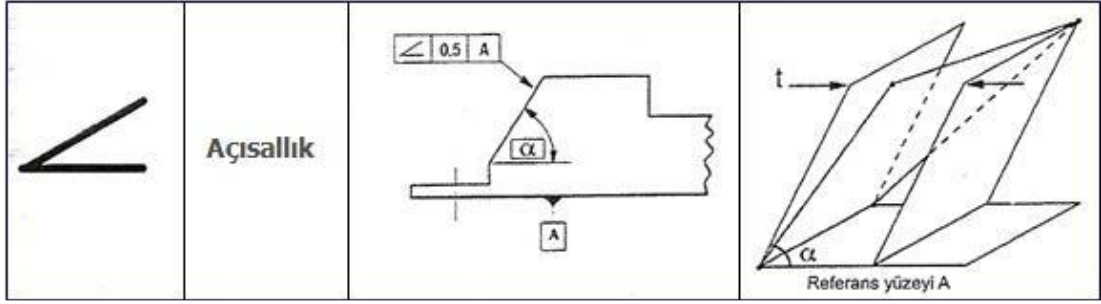 Açısallık
∠ 0.5 A
α
A
t
α
Referans yüzeyi A